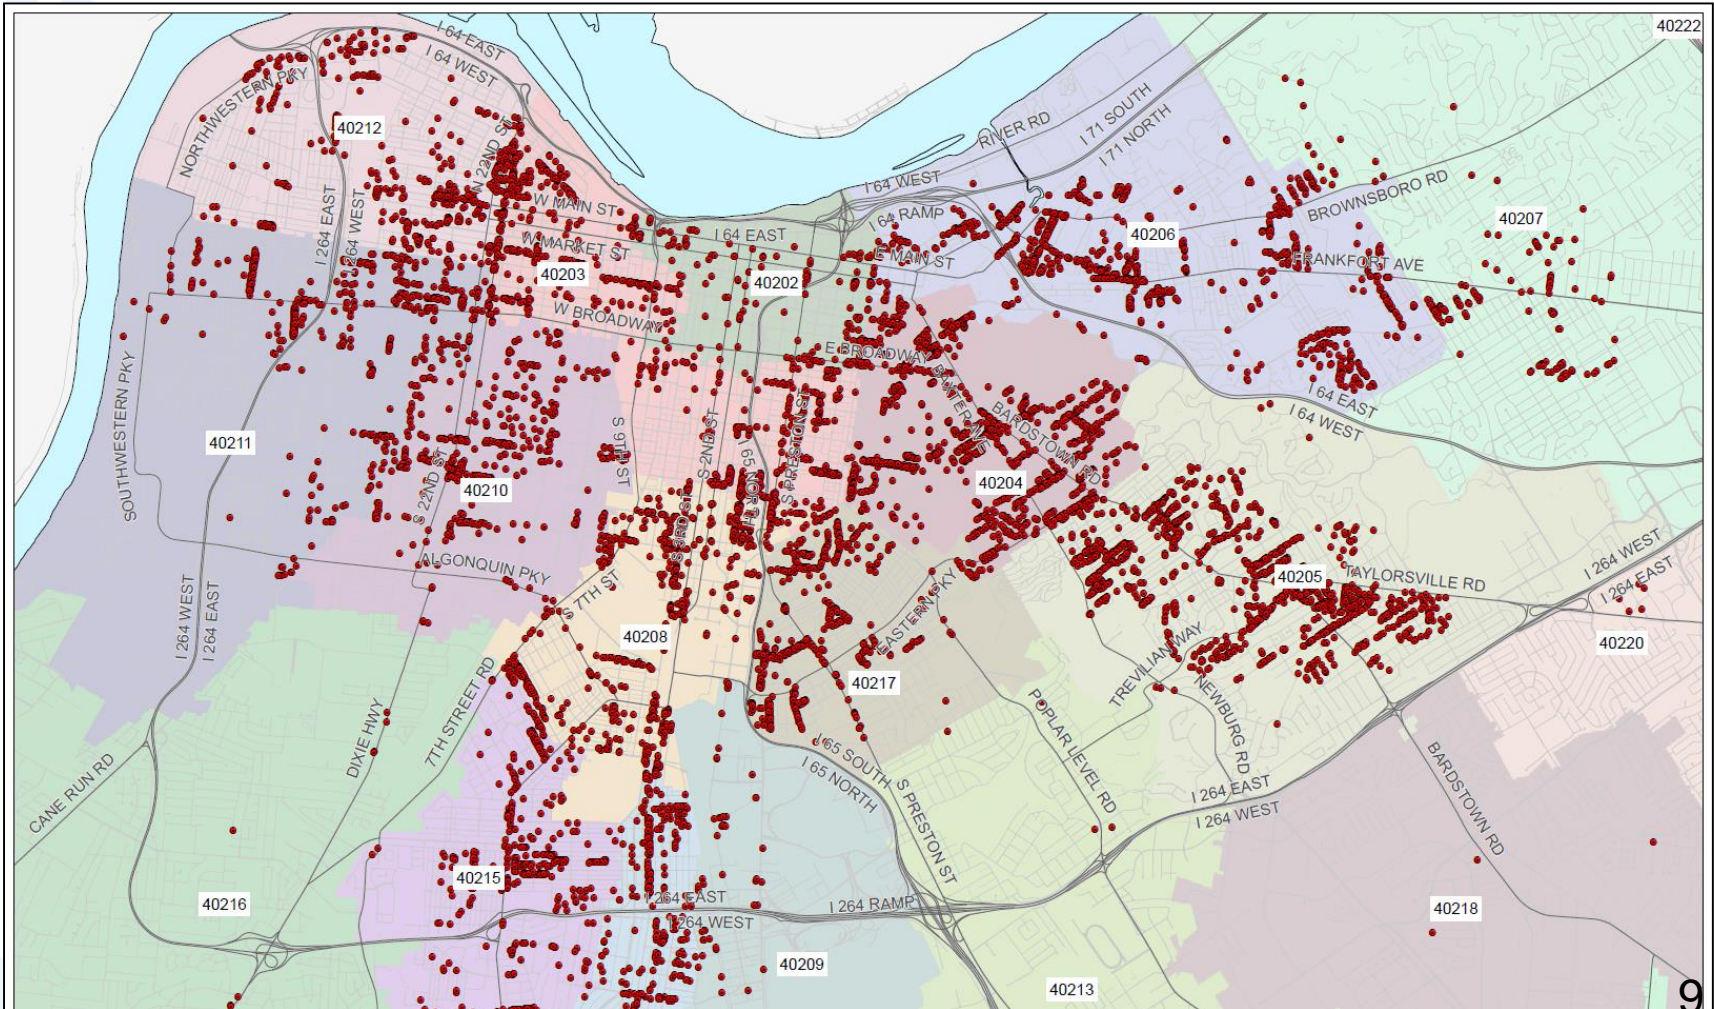 40222
I 64 EAST
I 64 WEST
NORTHWESTERN PKY
40212
N 22ND ST
I 71 SOUTH
I 71 NORTH
RIVER RD
I 64 WEST
BROWNSBORO RD
40207
I 264 EAST
I 264 WEST
W MAIN ST
I 64 RAMP
I 64 EAST
40206
W MARKET ST
E MAIN ST
FRANKFORT AVE
40203
40202
W BROADWAY
E BROADWAY
BAXTER AVE
I 64 EAST
I 64 WEST
SOUTHWESTERN PKY
S 9TH ST
S 2ND ST
S PRESTON ST
BARDSTOWN RD
40211
I 65 NORTH
40210
40204
S 22ND ST
S 3RD ST
ALGONQUIN PKY
I 264 WEST
I 264 EAST
TAYLORSVILLE RD
40205
S 7TH ST
I 264 WEST
I 264 EAST
EASTERN PKY
40208
40220
40217
TREVILIAN WAY
NEWBURG RD
POPLAR LEVEL RD
7TH STREET RD
DIXIE HWY
I 65 SOUTH
I 65 NORTH
CANE RUN RD
S PRESTON ST
I 264 EAST
I 264 WEST
BARDSTOWN RD
40215
40216
I 264 EAST
I 264 WEST
I 264 RAMP
40218
40209
40213
9